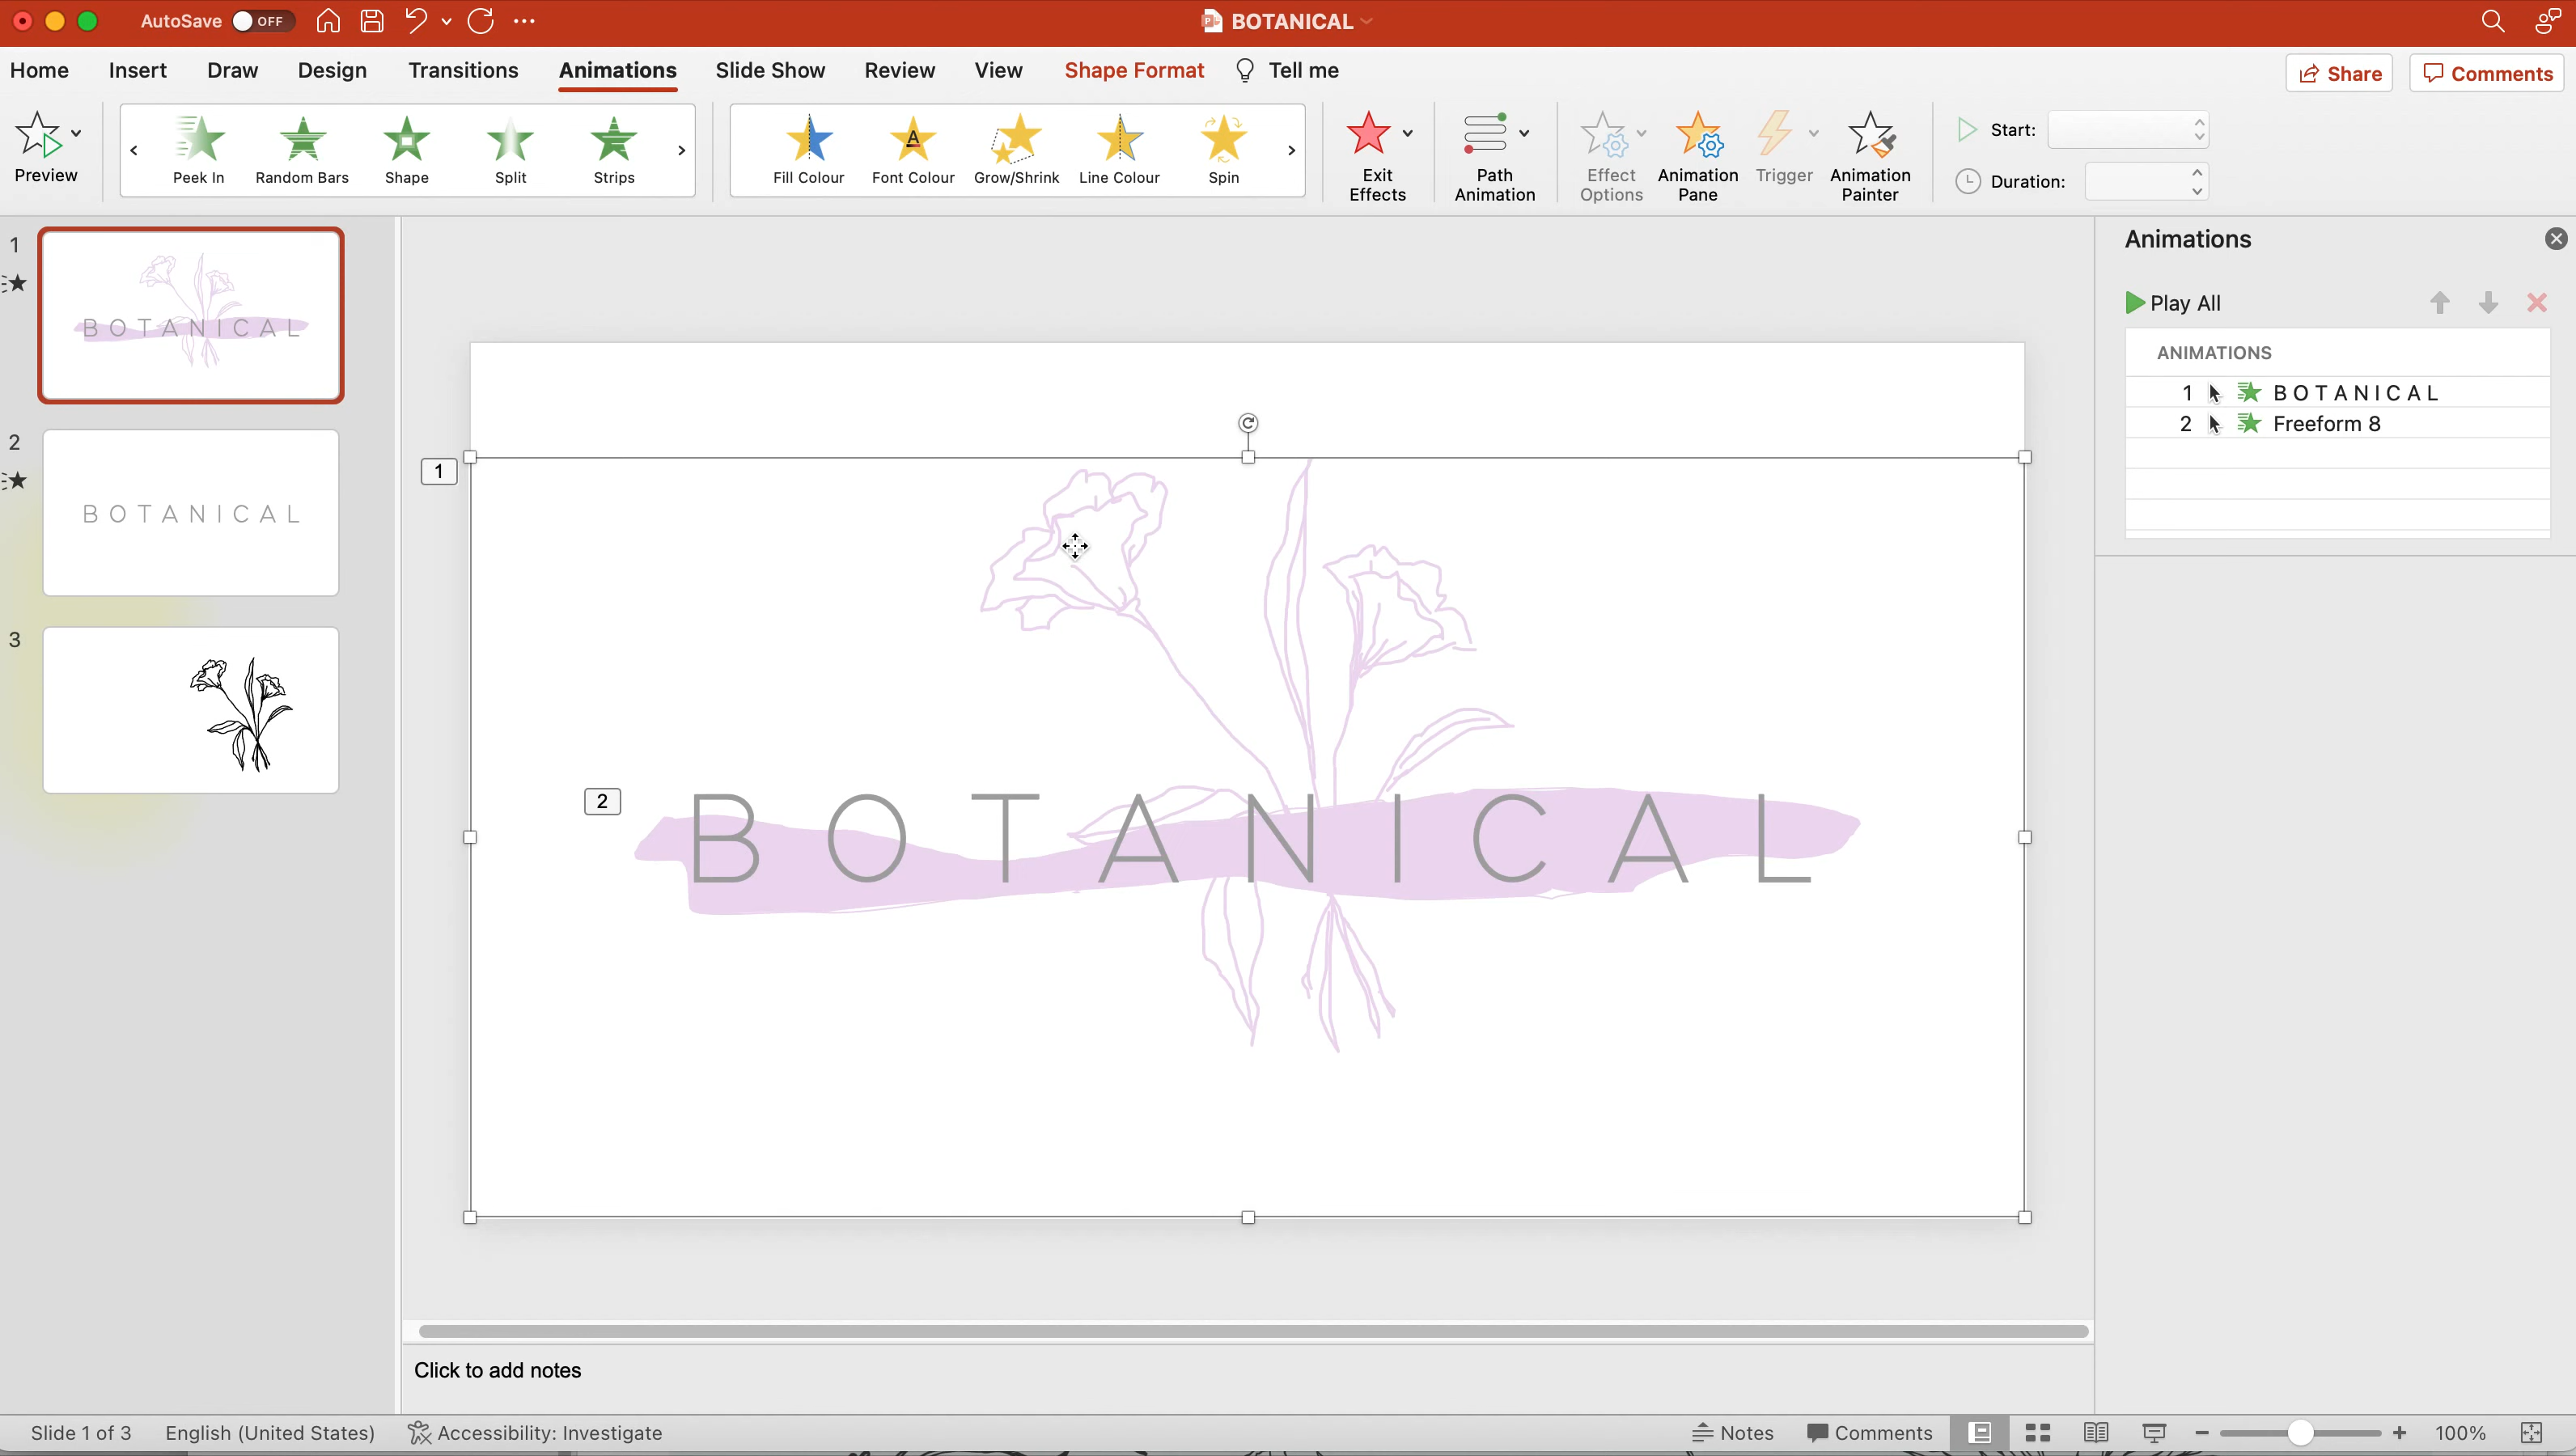 AutoSave OFF BOTANICAL
Home Insert Draw Design Transitions Animations Slide Show Review View Shape Format Tell me Share Comments
Preview Peek In Random Bars Shape Split Strips Fill Colour A Font Colour Grow/Shrink Line Colour Spin Exit Effects Path Animation Effect Options Animation Pane Trigger Animation Painter
Start:
Duration:
1
BOTANICAL
2
BOTANICAL
3
1
2
BOTANICAL
Animations
Play All
ANIMATIONS
1 BOTANICAL
2 Freeform 8
Click to add notes
Slide 1 of 3 English (United States) Accessibility: Investigate Notes Comments 100%